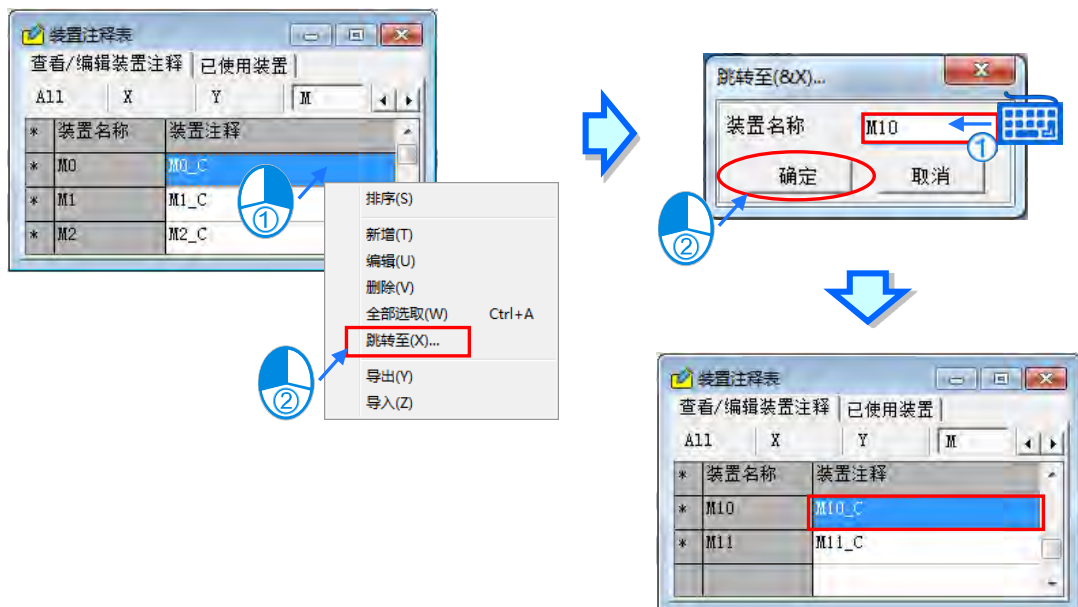 装置注释表
查看/编辑装置注释 已使用装置
All X Y M
* 装置名称 装置注释
* M0 M0_C
* M1 M1_C
* M2 M2_C
①
排序(S)
新增(T)
编辑(U)
删除(V)
全部选取(W) Ctrl+A
跳转至(X)...
导出(Y)
导入(Z)
②
跳转至(&X)...
装置名称 M10
①
确定 取消
②
装置注释表
查看/编辑装置注释 已使用装置
All X Y M
* 装置名称 装置注释
* M10 M10_C
* M11 M11_C